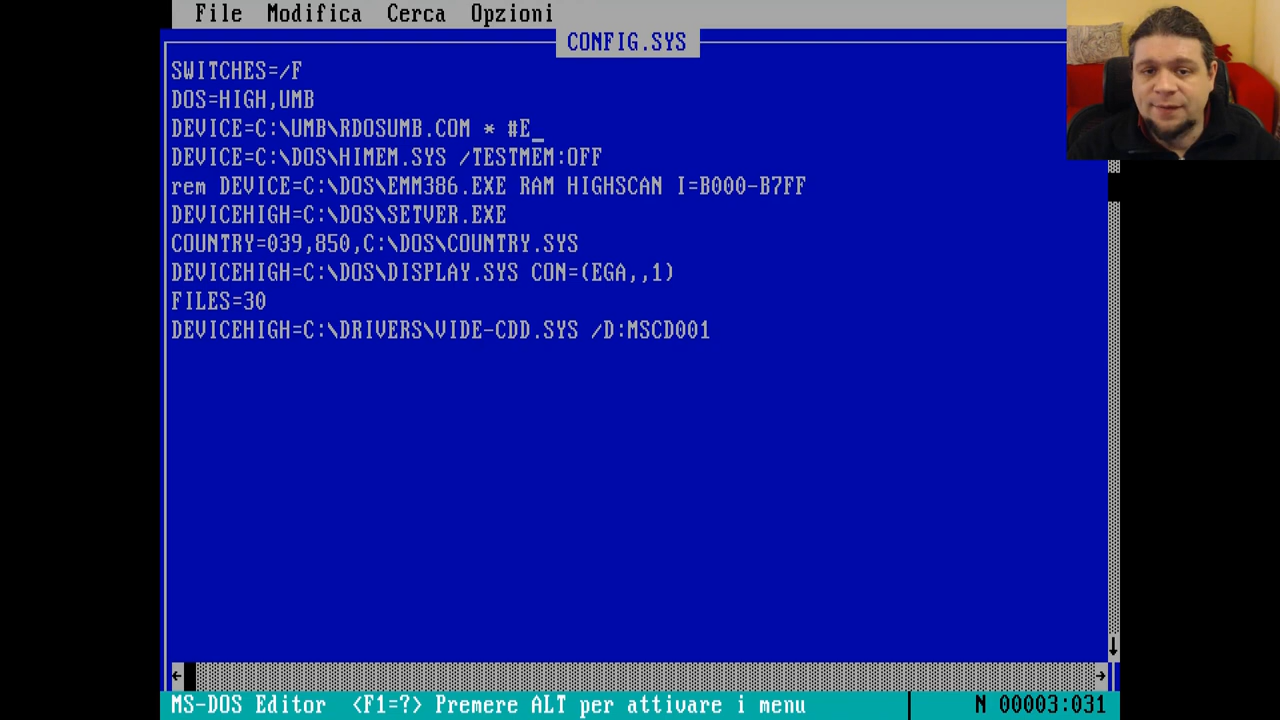 File Modifica Cerca Opzioni
CONFIG.SYS
SWITCHES=/F
DOS=HIGH,UMB
DEVICE=C:\UMB\RDOSUMB.COM * #E_
DEVICE=C:\DOS\HIMEM.SYS /TESTMEM:OFF
rem DEVICE=C:\DOS\EMM386.EXE RAM HIGHSCAN I=B000-B7FF
DEVICEHIGH=C:\DOS\SETVER.EXE
COUNTRY=039,850,C:\DOS\COUNTRY.SYS
DEVICEHIGH=C:\DOS\DISPLAY.SYS CON=(EGA,,1)
FILES=30
DEVICEHIGH=C:\DRIVERS\VIDE-CDD.SYS /D:MSCD001
MS-DOS Editor <F1=?> Premere ALT per attivare i menu N 00003:031